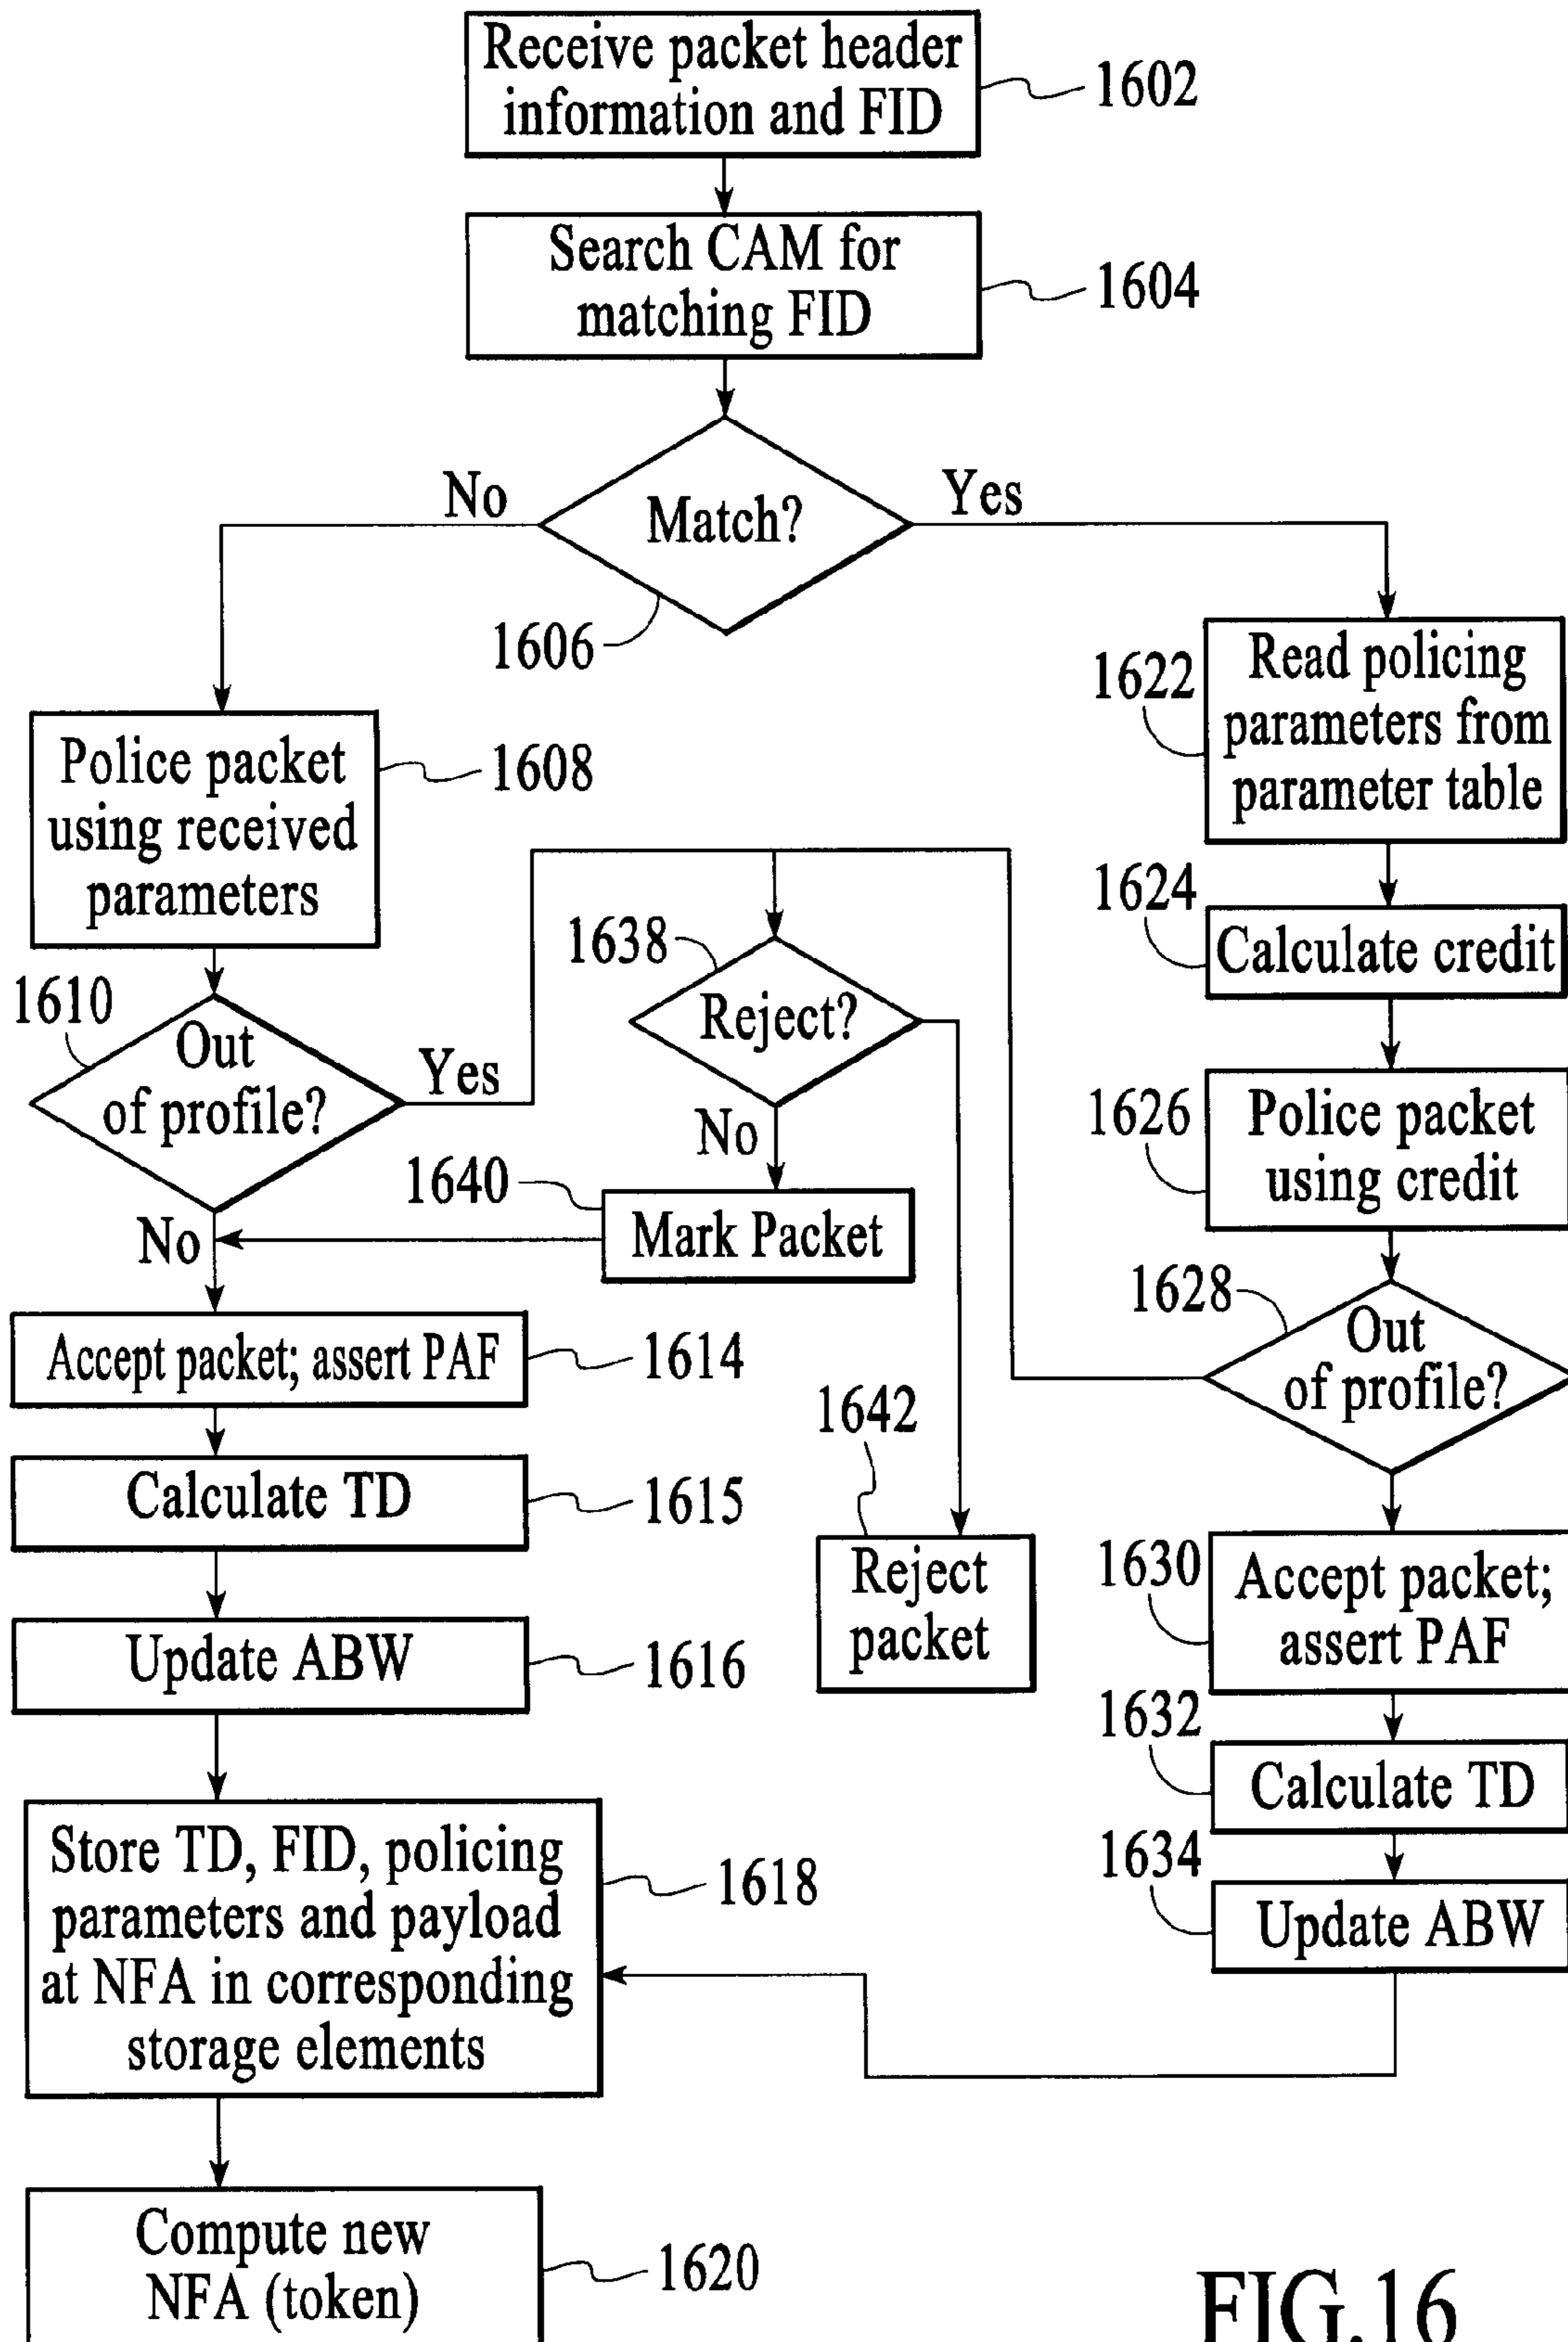 Receive packet header
information and FID
1602
Search CAM for
matching FID
1604
No
Match?
Yes
1606
1622
Read policing
parameters from
parameter table
Police packet
using received
parameters
1608
1624
Calculate credit
1638
Reject?
1610
Out
of profile?
Yes
No
1626
Police packet
using credit
1640
Mark Packet
No
1628
Out
of profile?
Accept packet; assert PAF
1614
1642
Reject
packet
Calculate TD
1615
1630
Accept packet;
assert PAF
Update ABW
1616
1632
Calculate TD
1634
Update ABW
Store TD, FID, policing
parameters and payload
at NFA in corresponding
storage elements
1618
Compute new
NFA (token)
1620
FIG.16